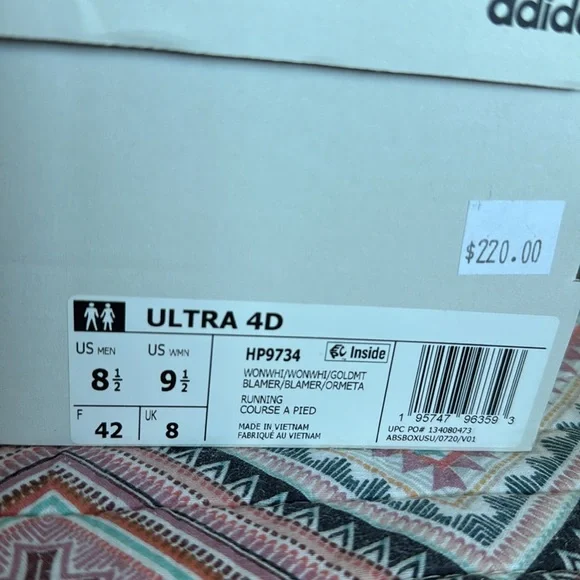 adidas
$220.00
ULTRA 4D
US MEN
8 1/2
US WMN
9 1/2
F
42
UK
8
HP9734
Inside
WONWHI/WONWHI/GOLDMT
BLAMER/BLAMER/ORMETA
RUNNING
COURSE A PIED
MADE IN VIETNAM
FABRIQUÉ AU VIETNAM
1 95747 96359 3
UPC PO# 134080473
ABSBOXUSU/0720/V01